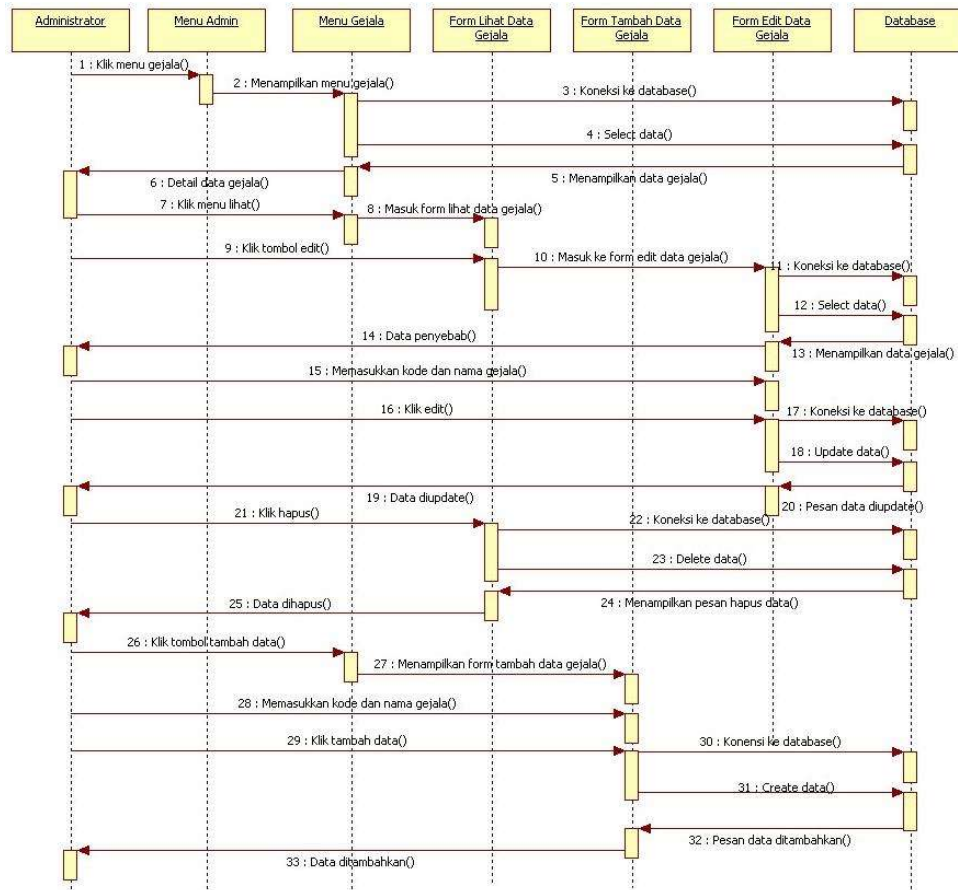 Administrator
Menu Admin
Menu Gejala
Form Lihat Data
Gejala
Form Tambah Data
Gejala
Form Edit Data
Gejala
Database
1 : Klik menu gejala()
2 : Menampilkan menu gejala()
3 : Koneksi ke database()
4 : Select data()
5 : Menampilkan data gejala()
6 : Detail data gejala()
7 : Klik menu lihat()
8 : Masuk form lihat data gejala()
9 : Klik tombol edit()
10 : Masuk ke form edit data gejala()
11 : Koneksi ke database()
12 : Select data()
13 : Menampilkan data gejala()
14 : Data penyebab()
15 : Memasukkan kode dan nama gejala()
16 : Klik edit()
17 : Koneksi ke database()
18 : Update data()
19 : Data diupdate()
20 : Pesan data diupdate()
21 : Klik hapus()
22 : Koneksi ke database()
23 : Delete data()
24 : Menampilkan pesan hapus data()
25 : Data dihapus()
26 : Klik tombol tambah data()
27 : Menampilkan form tambah data gejala()
28 : Memasukkan kode dan nama gejala()
29 : Klik tambah data()
30 : Konensi ke database()
31 : Create data()
32 : Pesan data ditambahkan()
33 : Data ditambahkan()